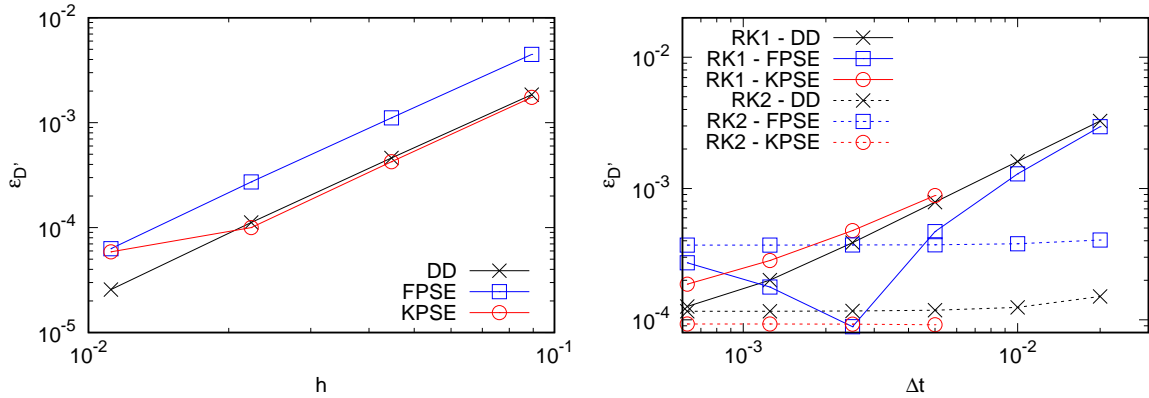 10⁻²
10⁻³
10⁻⁴
10⁻⁵
ε_D'
10⁻²
10⁻¹
h
DD
FPSE
KPSE
10⁻²
10⁻³
10⁻⁴
ε_D'
10⁻³
10⁻²
Δt
RK1 - DD
RK1 - FPSE
RK1 - KPSE
RK2 - DD
RK2 - FPSE
RK2 - KPSE